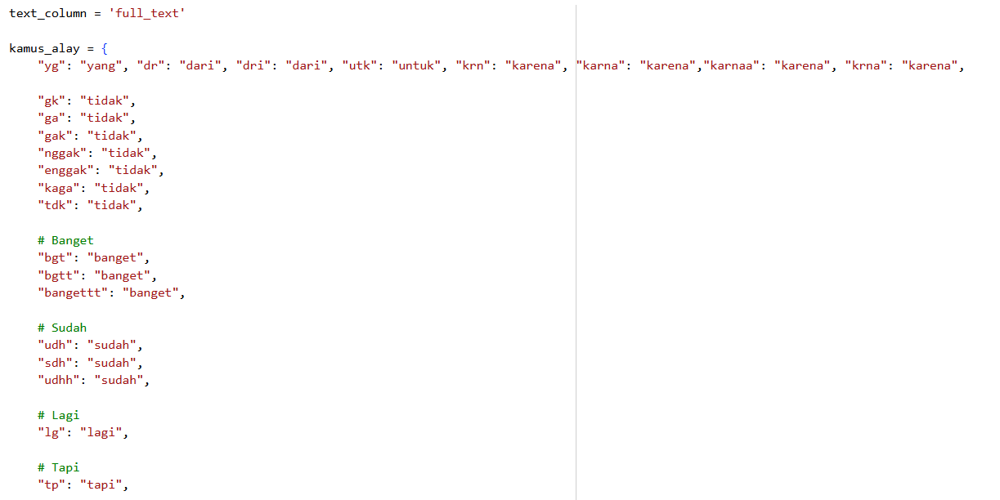 text_column = 'full_text'
kamus_alay = {
"yg": "yang", "dr": "dari", "dri": "dari", "utk": "untuk", "krn": "karena", "karna": "karena","karnaa": "karena", "krna": "karena",
"gk": "tidak",
"ga": "tidak",
"gak": "tidak",
"nggak": "tidak",
"enggak": "tidak",
"kaga": "tidak",
"tdk": "tidak",
# Banget
"bgt": "banget",
"bgtt": "banget",
"bangettt": "banget",
# Sudah
"udh": "sudah",
"sdh": "sudah",
"udhh": "sudah",
# Lagi
"lg": "lagi",
# Tapi
"tp": "tapi",